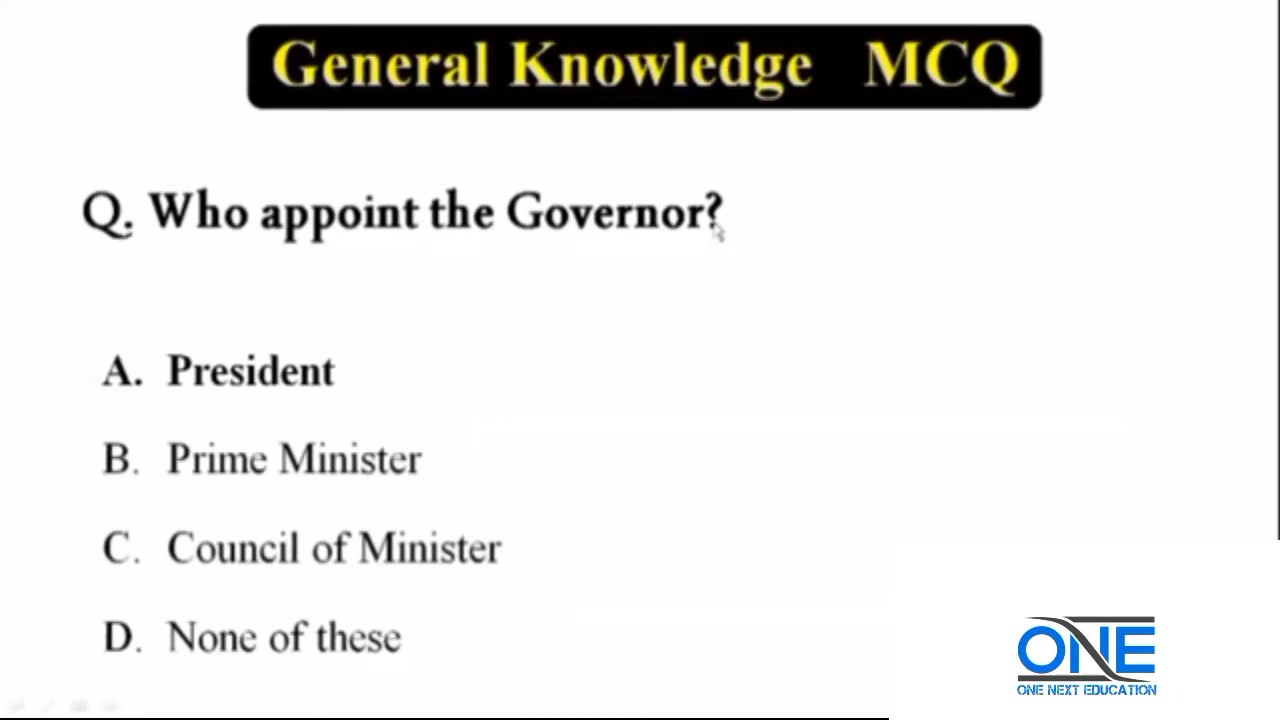 General Knowledge MCQ
Q. Who appoint the Governor?
A. President
B. Prime Minister
C. Council of Minister
D. None of these
ONE
ONE NEXT EDUCATION